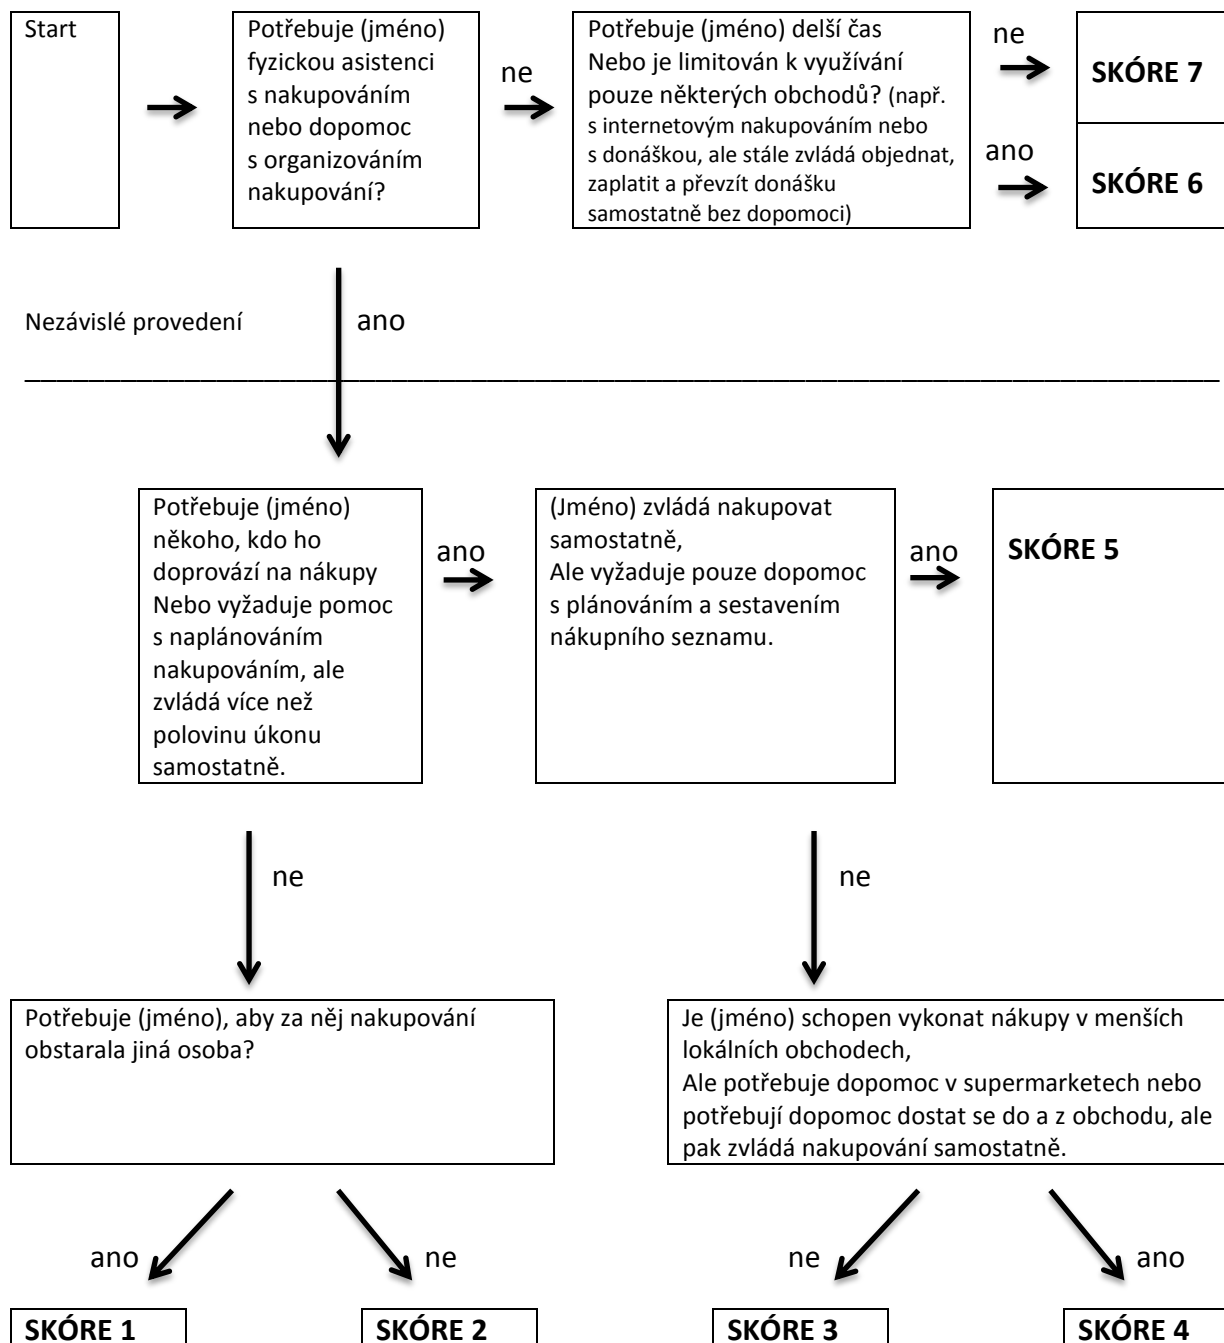 Start
Potřebuje (jméno)
fyzickou asistenci
s nakupováním
nebo dopomoc
s organizováním
nakupování?
ne
Potřebuje (jméno) delší čas
Nebo je limitován k využívání
pouze některých obchodů? (např.
s internetovým nakupováním nebo
s donáškou, ale stále zvládá objednat,
zaplatit a převzít donášku
samostatně bez dopomoci)
ne
SKÓRE 7
ano
SKÓRE 6
Nezávislé provedení
ano
Potřebuje (jméno)
někoho, kdo ho
doprovází na nákupy
Nebo vyžaduje pomoc
s naplánováním
nakupováním, ale
zvládá více než
polovinu úkonu
samostatně.
ano
(Jméno) zvládá nakupovat
samostatně,
Ale vyžaduje pouze dopomoc
s plánováním a sestavením
nákupního seznamu.
ano
SKÓRE 5
ne
ne
Potřebuje (jméno), aby za něj nakupování
obstarala jiná osoba?
Je (jméno) schopen vykonat nákupy v menších
lokálních obchodech,
Ale potřebuje dopomoc v supermarketech nebo
potřebují dopomoc dostat se do a z obchodu, ale
pak zvládá nakupování samostatně.
ano
ne
ne
ano
SKÓRE 1
SKÓRE 2
SKÓRE 3
SKÓRE 4